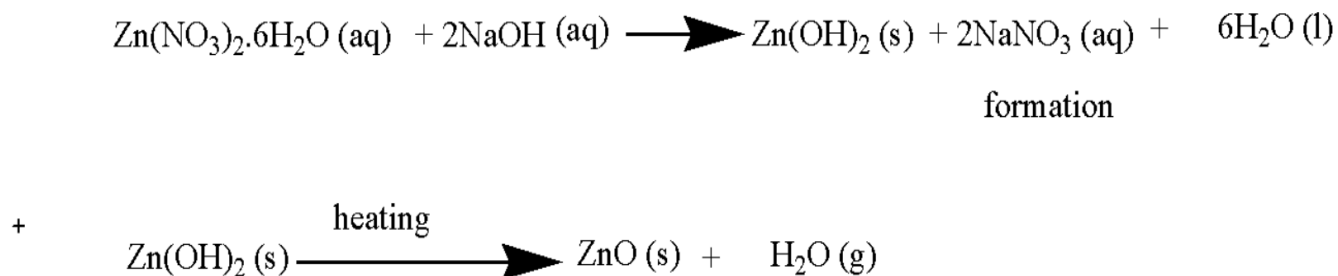 Zn(NO₃)₂.6H₂O (aq) + 2NaOH (aq) ⟶ Zn(OH)₂ (s) + 2NaNO₃ (aq) + 6H₂O (l)
formation
heating
+ Zn(OH)₂ (s) ⟶ ZnO (s) + H₂O (g)